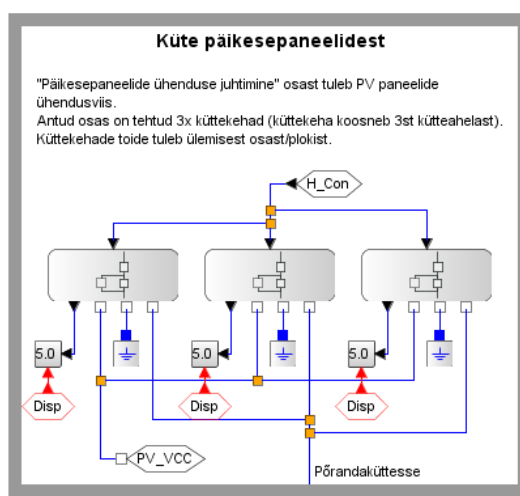 Küte päikesepaneelidest
"Päikesepaneelide ühenduse juhtimine" osast tuleb PV paneelide
ühendusviis.
Antud osas on tehtud 3x küttekehad (küttekeha koosneb 3st kütteahelast).
Küttekehade toide tuleb ülemisest osast/plokist.
H_Con
5.0
5.0
5.0
Disp
Disp
Disp
PV_VCC
Põrandaküttesse